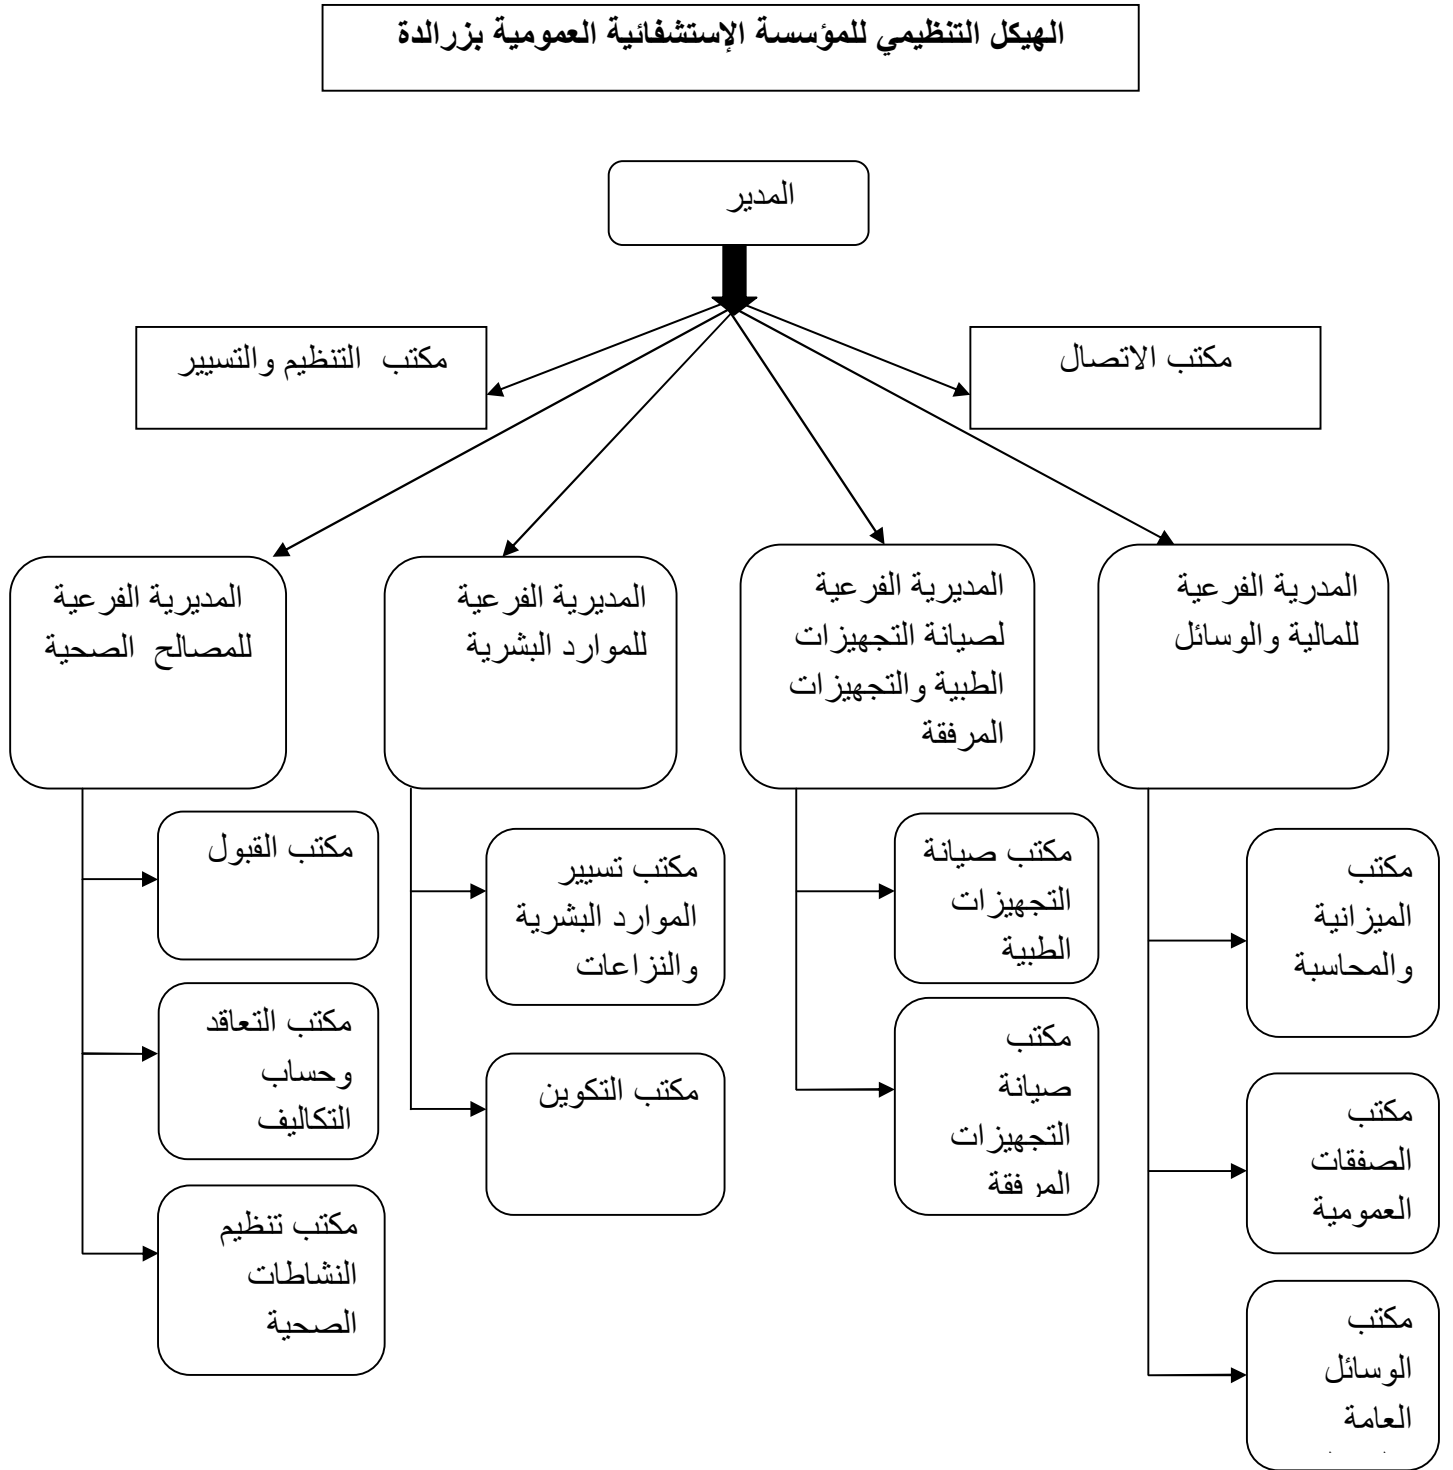 الهيكل التنظيمي للمؤسسة الإستشفائية العمومية بزرالدة
المدير
مكتب الاتصال
مكتب التنظيم والتسيير
المدرية الفرعية
للمالية والوسائل
المديرية الفرعية
لصيانة التجهيزات
الطبية والتجهيزات
المرفقة
المديرية الفرعية
للموارد البشرية
المديرية الفرعية
للمصالح الصحية
مكتب
الميزانية
والمحاسبة
مكتب
الصفقات
العمومية
مكتب
الوسائل
العامة
مكتب صيانة
التجهيزات
الطبية
مكتب
صيانة
التجهيزات
المرفقة
مكتب تسيير
الموارد البشرية
والنزاعات
مكتب التكوين
مكتب القبول
مكتب التعاقد
وحساب
التكاليف
مكتب تنظيم
النشاطات
الصحية